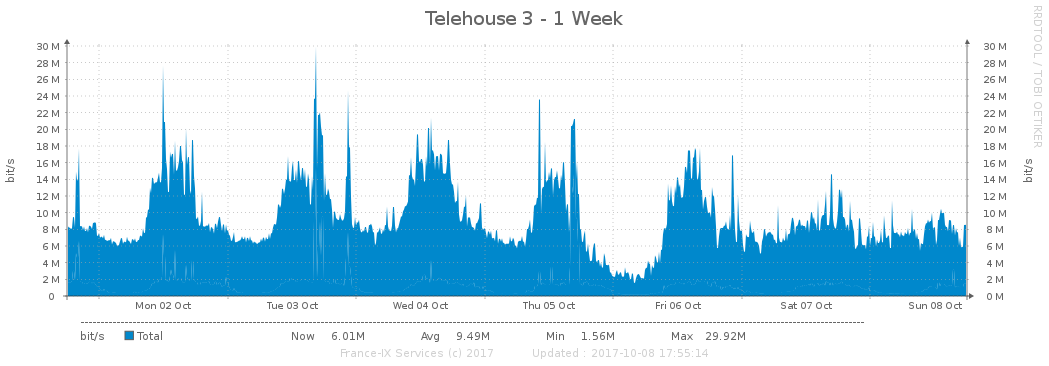 Telehouse 3 - 1 Week
RRDTOOL / TOBI OETIKER
bit/s
30 M
28 M
26 M
24 M
22 M
20 M
18 M
16 M
14 M
12 M
10 M
8 M
6 M
4 M
2 M
0
30 M
28 M
26 M
24 M
22 M
20 M
18 M
16 M
14 M
12 M
10 M
8 M
6 M
4 M
2 M
0 M
bit/s
Mon 02 Oct Tue 03 Oct Wed 04 Oct Thu 05 Oct Fri 06 Oct Sat 07 Oct Sun 08 Oct
bit/s Total Now 6.01M Avg 9.49M Min 1.56M Max 29.92M
France-IX Services (c) 2017 Updated : 2017-10-08 17:55:14